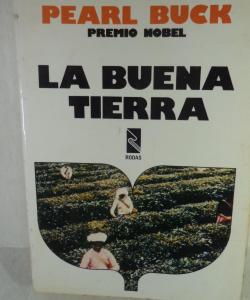 PEARL BUCK
PREMIO NOBEL
LA BUENA
TIERRA
RODAS